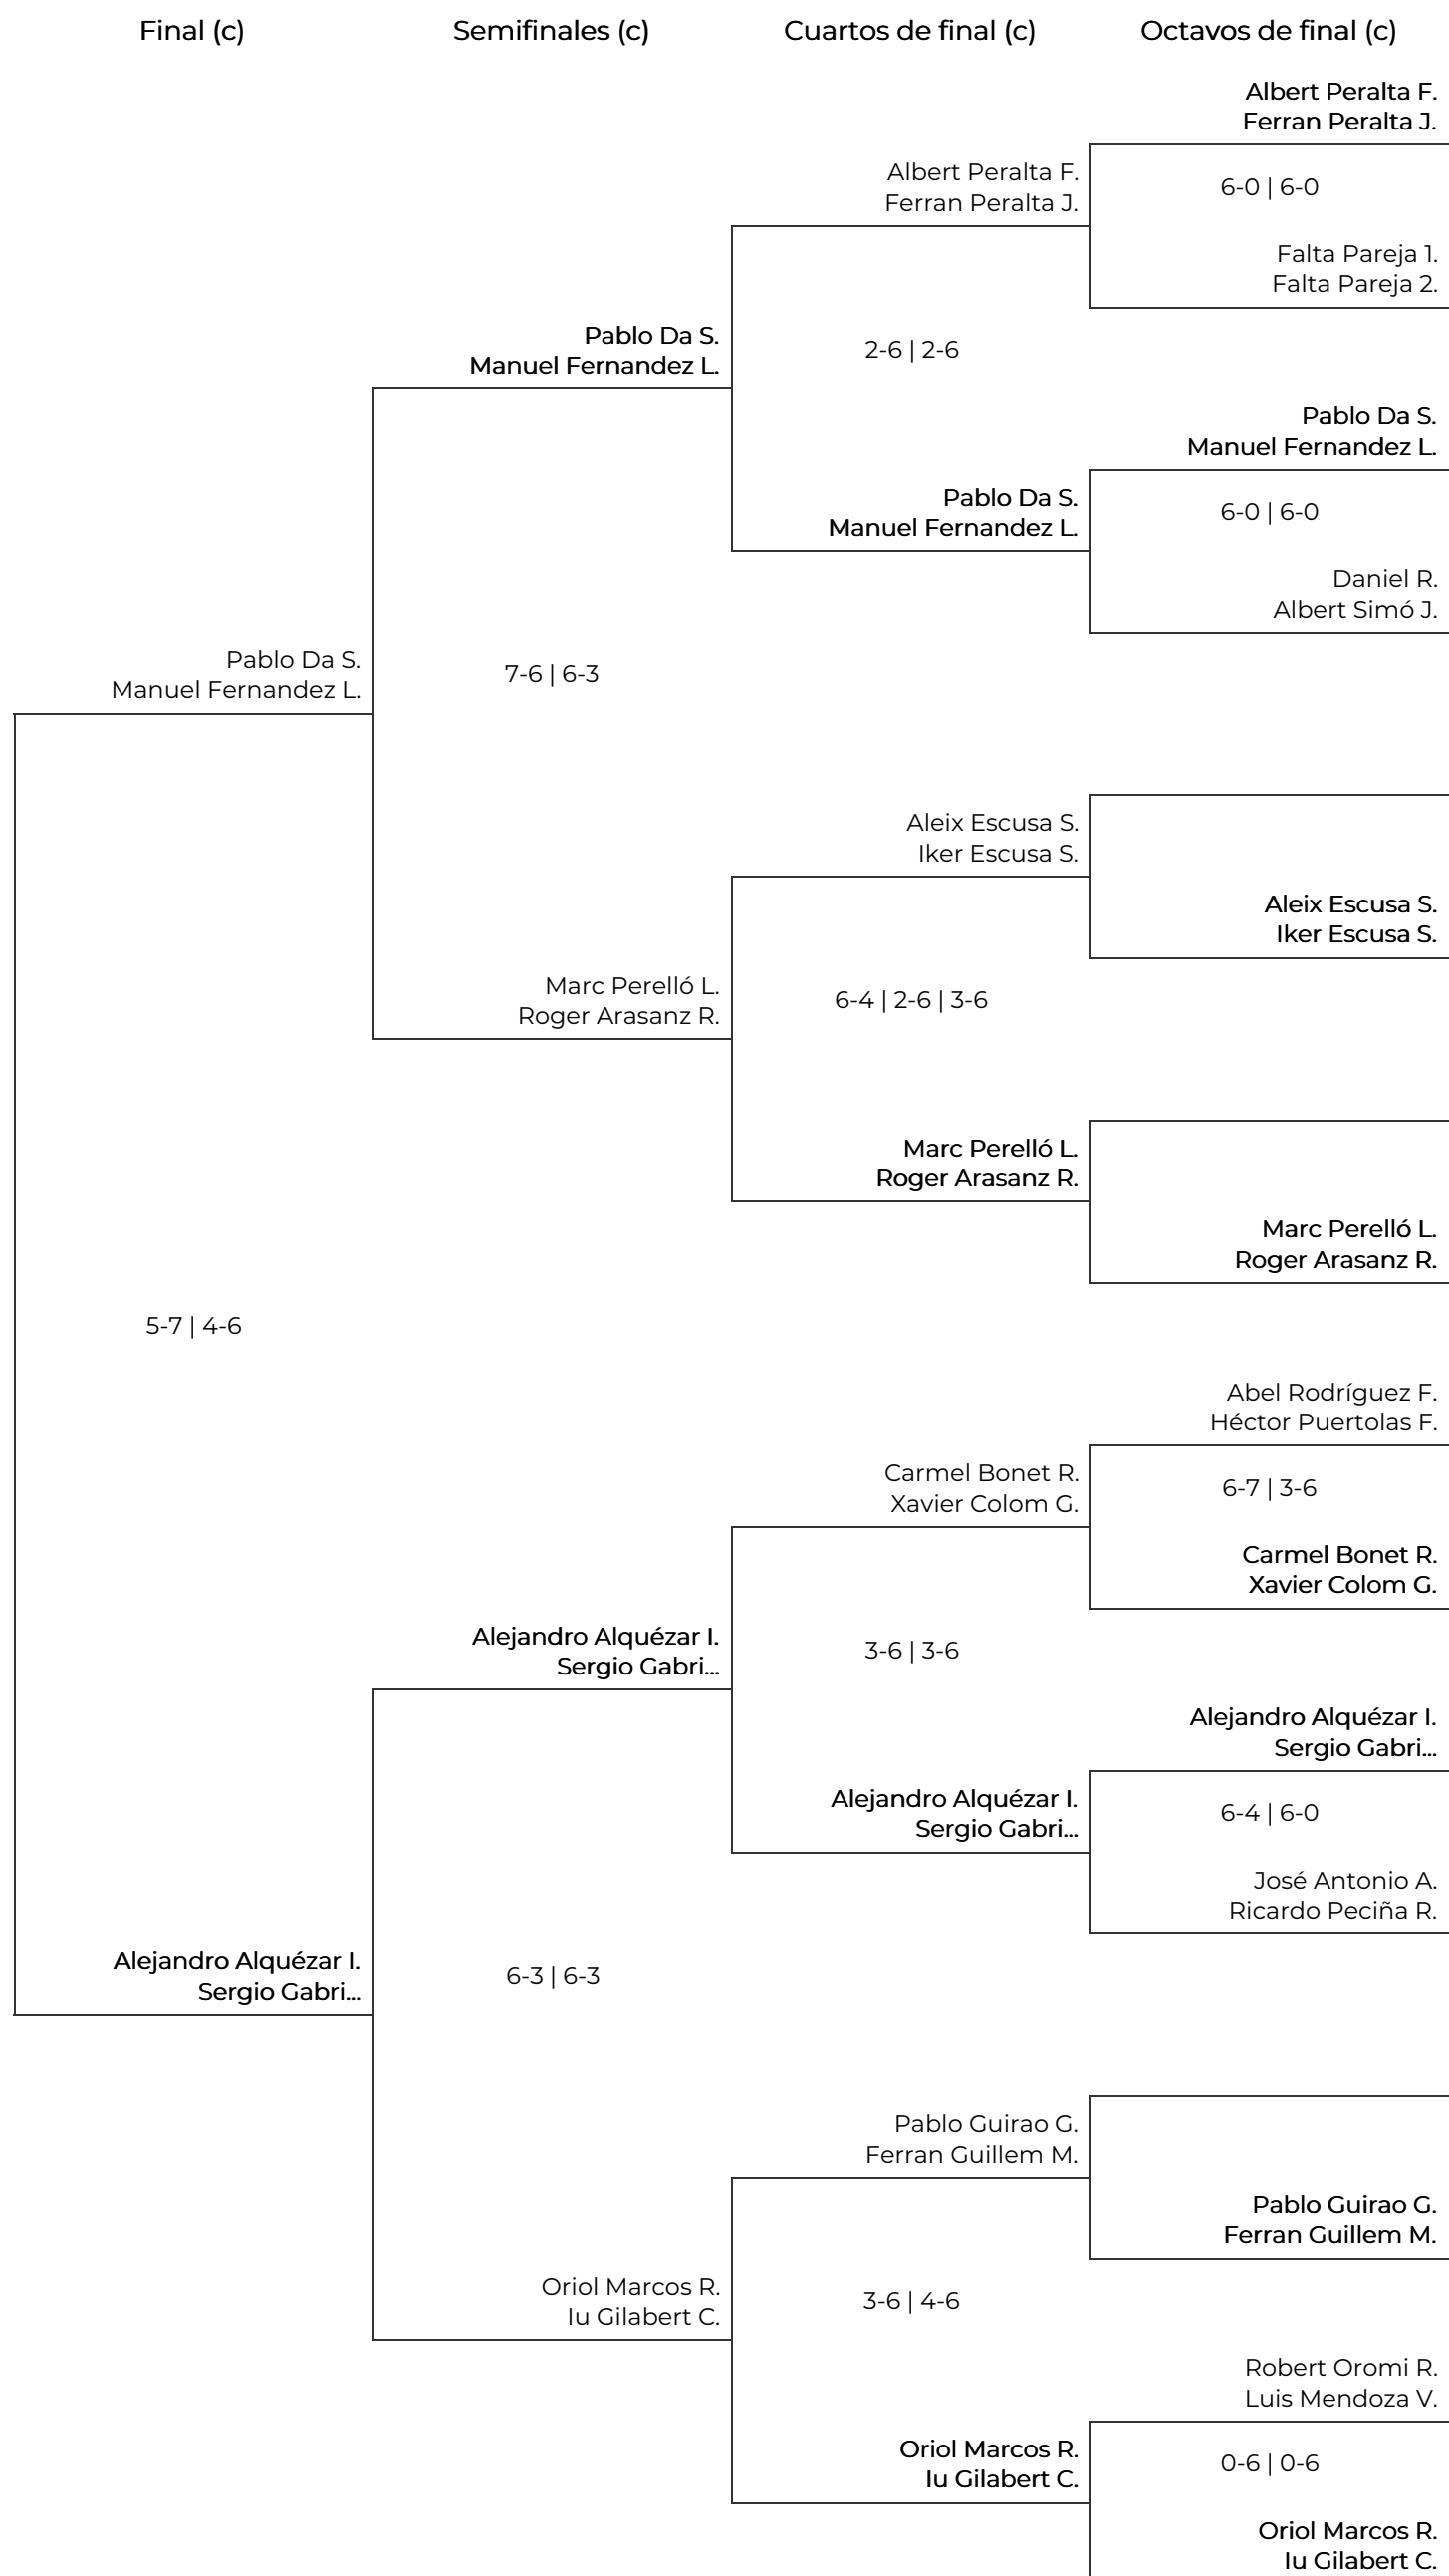 Final (c)
Semifinales (c)
Cuartos de final (c)
Octavos de final (c)
Albert Peralta F.
Ferran Peralta J.
Albert Peralta F.
Ferran Peralta J.
6-0 | 6-0
Falta Pareja 1.
Falta Pareja 2.
Pablo Da S.
Manuel Fernandez L.
2-6 | 2-6
Pablo Da S.
Manuel Fernandez L.
Pablo Da S.
Manuel Fernandez L.
6-0 | 6-0
Daniel R.
Albert Simó J.
Pablo Da S.
Manuel Fernandez L.
7-6 | 6-3
Aleix Escusa S.
Iker Escusa S.
Aleix Escusa S.
Iker Escusa S.
Marc Perelló L.
Roger Arasanz R.
6-4 | 2-6 | 3-6
Marc Perelló L.
Roger Arasanz R.
Marc Perelló L.
Roger Arasanz R.
5-7 | 4-6
Abel Rodríguez F.
Héctor Puertolas F.
Carmel Bonet R.
Xavier Colom G.
6-7 | 3-6
Carmel Bonet R.
Xavier Colom G.
Alejandro Alquézar I.
Sergio Gabri...
3-6 | 3-6
Alejandro Alquézar I.
Sergio Gabri...
Alejandro Alquézar I.
Sergio Gabri...
6-4 | 6-0
José Antonio A.
Ricardo Peciña R.
Alejandro Alquézar I.
Sergio Gabri...
6-3 | 6-3
Pablo Guirao G.
Ferran Guillem M.
Pablo Guirao G.
Ferran Guillem M.
Oriol Marcos R.
Iu Gilabert C.
3-6 | 4-6
Robert Oromi R.
Luis Mendoza V.
Oriol Marcos R.
Iu Gilabert C.
0-6 | 0-6
Oriol Marcos R.
Iu Gilabert C.